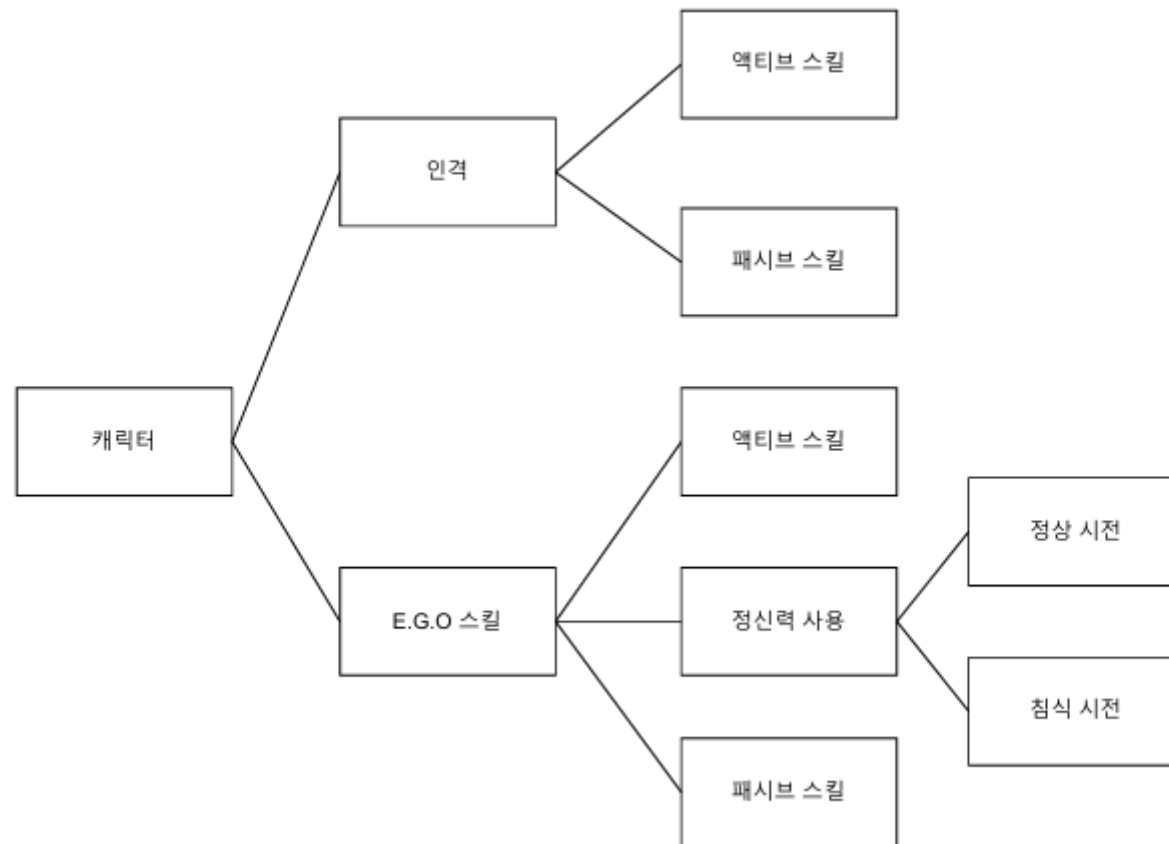 액티브 스킬
인격
패시브 스킬
캐릭터
액티브 스킬
정상 시전
E.G.O 스킬
정신력 사용
침식 시전
패시브 스킬